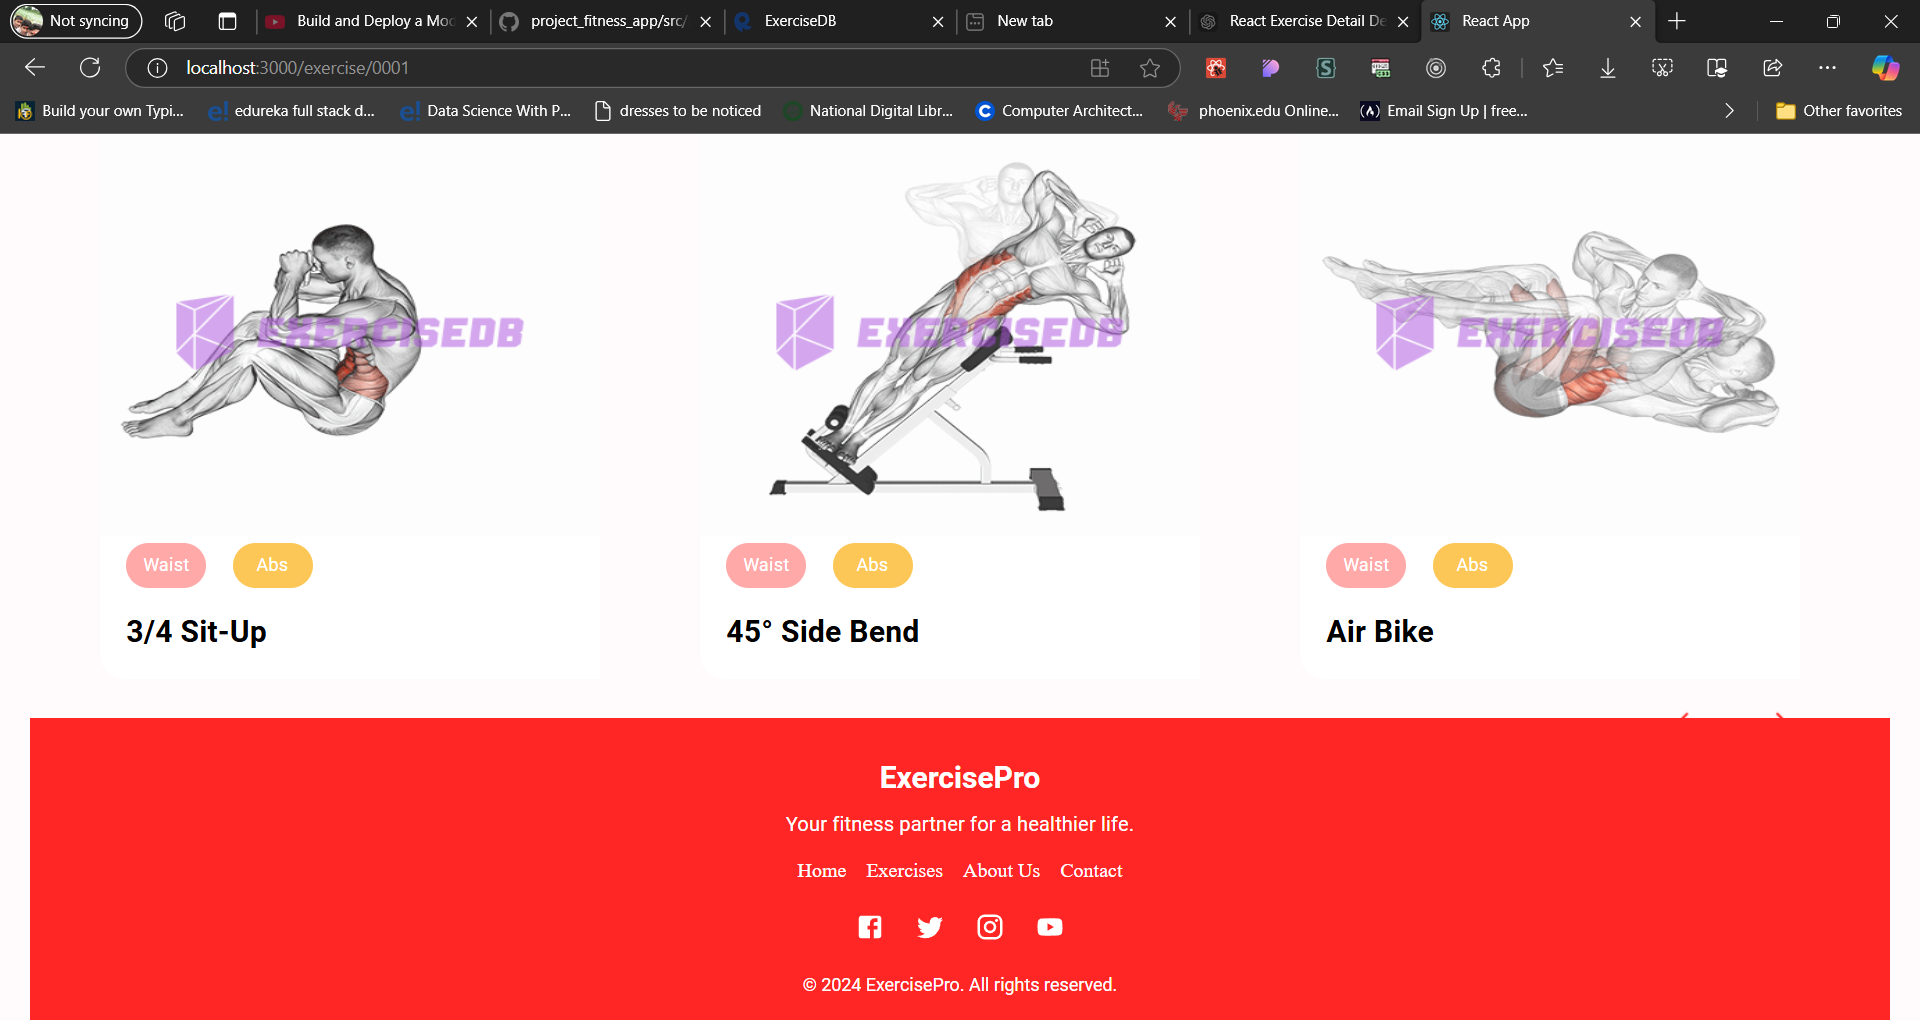 Not syncing
Build and Deploy a Mod
project_fitness_app/src/
ExerciseDB
New tab
React Exercise Detail De
React App
localhost:3000/exercise/0001
Build your own Typi...
edureka full stack d...
Data Science With P...
dresses to be noticed
National Digital Libr...
Computer Architect...
phoenix.edu Online...
Email Sign Up | free...
Other favorites
EXERCISEDB
EXERCISEDB
EXERCISEDB
Waist Abs
3/4 Sit-Up
Waist Abs
45° Side Bend
Waist Abs
Air Bike
ExercisePro
Your fitness partner for a healthier life.
Home Exercises About Us Contact
© 2024 ExercisePro. All rights reserved.